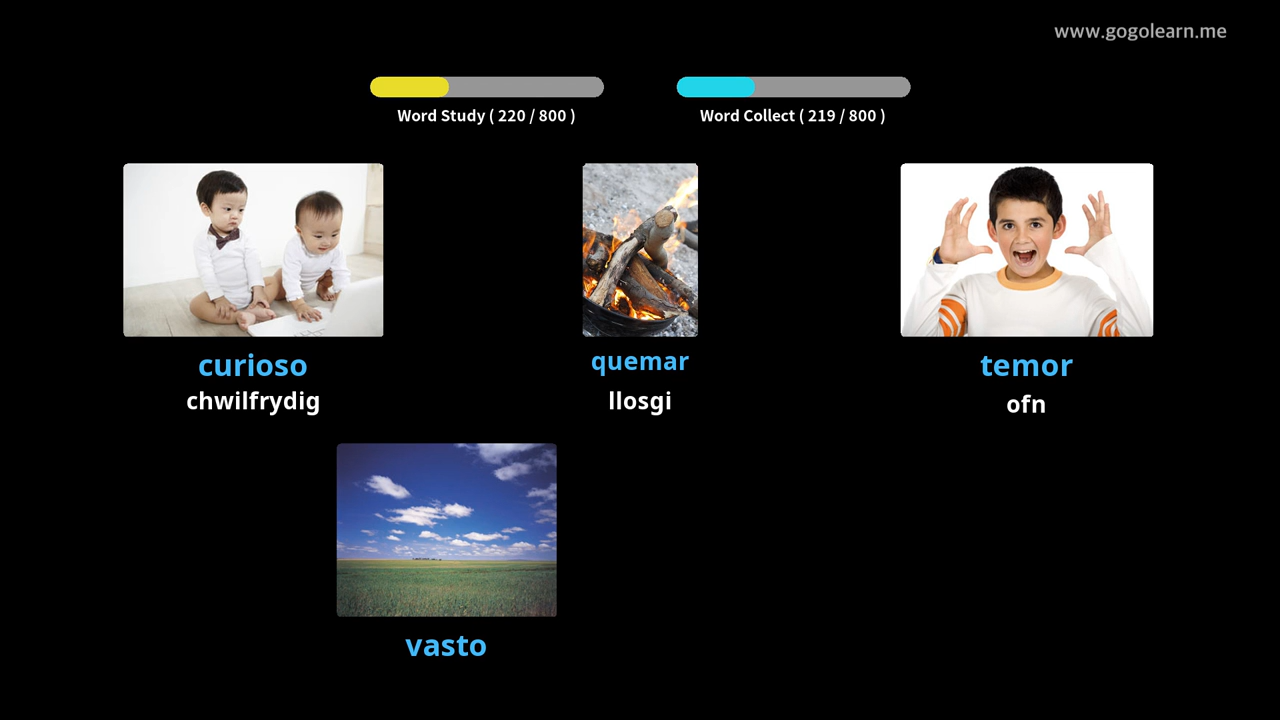 www.gogolearn.me
Word Study ( 220 / 800 )
Word Collect ( 219 / 800 )
curioso
chwilfrydig
quemar
llosgi
temor
ofn
vasto